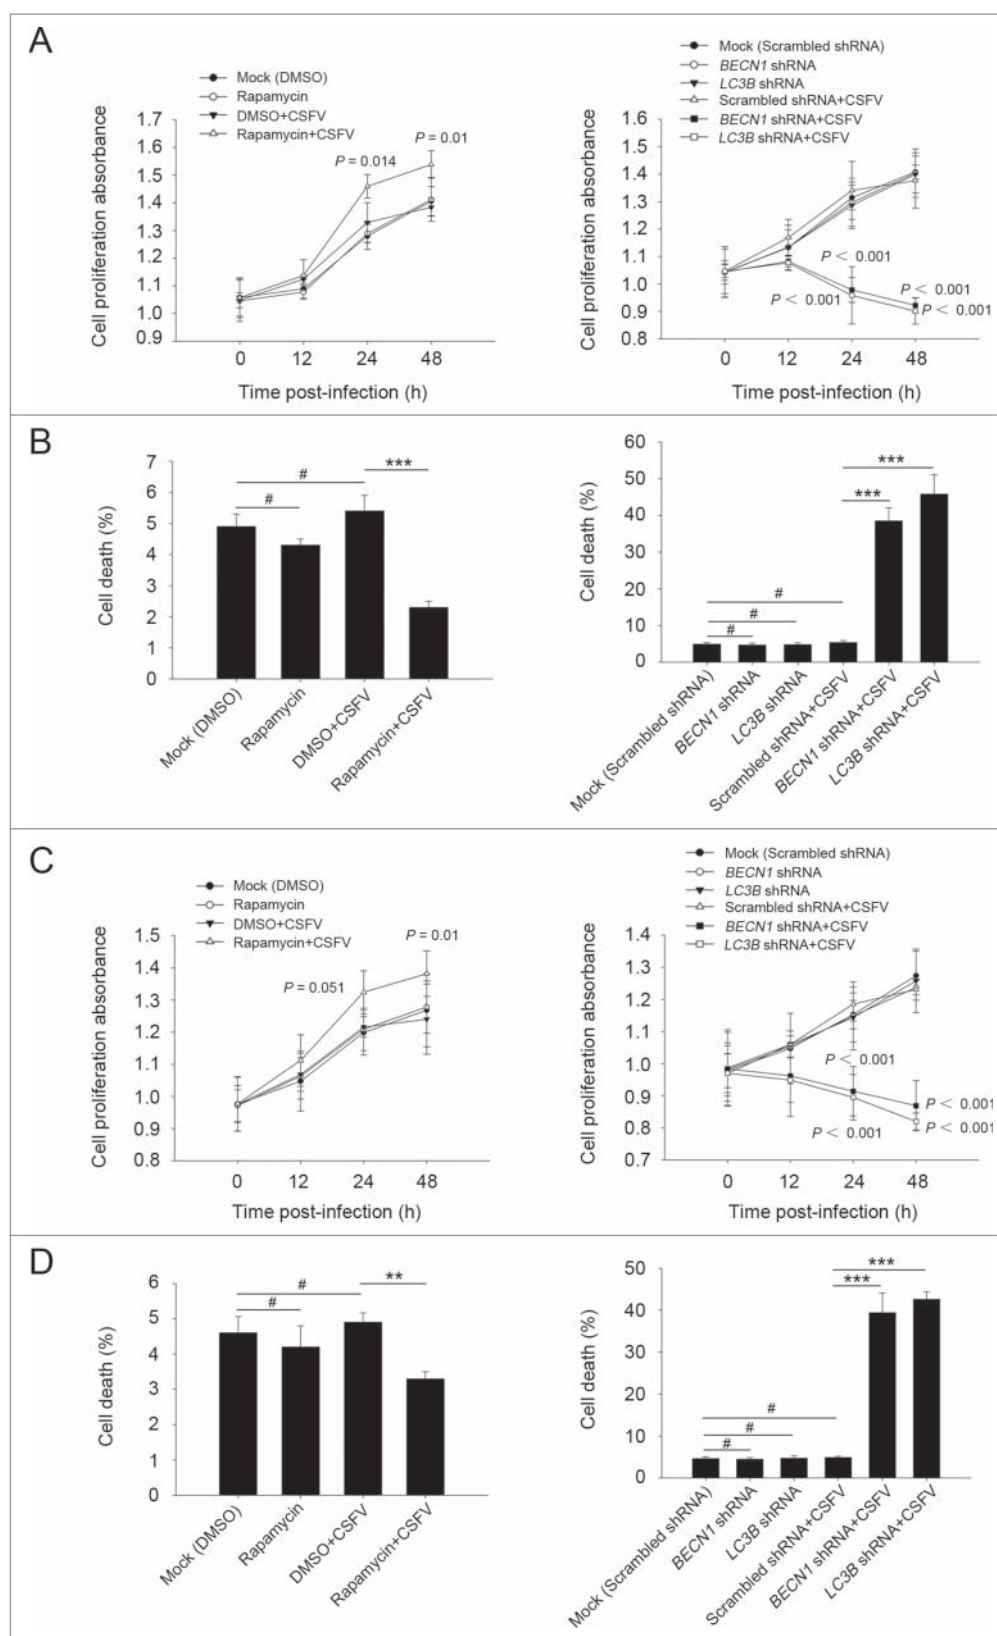 A
Mock (DMSO)
Rapamycin
DMSO+CSFV
Rapamycin+CSFV
Cell proliferation absorbance
1.7
1.6
1.5
1.4
1.3
1.2
1.1
1.0
0.9
P = 0.014
P = 0.01
0 12 24 48
Time post-infection (h)
Mock (Scrambled shRNA)
BECN1 shRNA
LC3B shRNA
Scrambled shRNA+CSFV
BECN1 shRNA+CSFV
LC3B shRNA+CSFV
Cell proliferation absorbance
1.6
1.5
1.4
1.3
1.2
1.1
1.0
0.9
0.8
P < 0.001
P < 0.001
P < 0.001
P < 0.001
0 12 24 48
Time post-infection (h)
B
Cell death (%)
7
6
5
4
3
2
1
0
#
#
***
Mock (DMSO)
Rapamycin
DMSO+CSFV
Rapamycin+CSFV
Cell death (%)
60
50
40
30
20
10
0
#
#
#
***
***
Mock (Scrambled shRNA)
BECN1 shRNA
LC3B shRNA
Scrambled shRNA+CSFV
BECN1 shRNA+CSFV
LC3B shRNA+CSFV
C
Mock (DMSO)
Rapamycin
DMSO+CSFV
Rapamycin+CSFV
Cell proliferation absorbance
1.5
1.4
1.3
1.2
1.1
1.0
0.9
0.8
P = 0.051
P = 0.01
0 12 24 48
Time post-infection (h)
Mock (Scrambled shRNA)
BECN1 shRNA
LC3B shRNA
Scrambled shRNA+CSFV
BECN1 shRNA+CSFV
LC3B shRNA+CSFV
Cell proliferation absorbance
1.4
1.3
1.2
1.1
1.0
0.9
0.8
0.7
P < 0.001
P < 0.001
P < 0.001
P < 0.001
0 12 24 48
Time post-infection (h)
D
Cell death (%)
6
5
4
3
2
1
0
#
#
**
Mock (DMSO)
Rapamycin
DMSO+CSFV
Rapamycin+CSFV
Cell death (%)
50
40
30
20
10
0
#
#
#
***
***
Mock (Scrambled shRNA)
BECN1 shRNA
LC3B shRNA
Scrambled shRNA+CSFV
BECN1 shRNA+CSFV
LC3B shRNA+CSFV